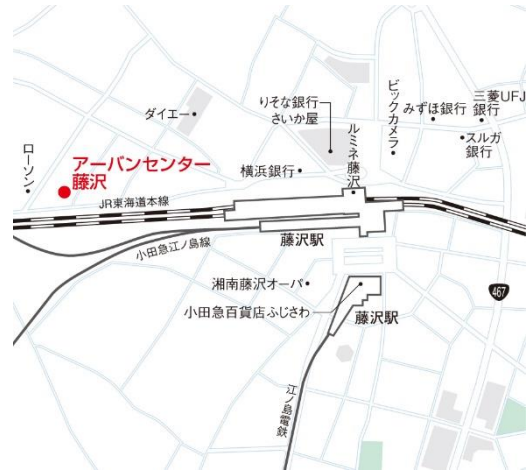 ダイエー
りそな銀行
さいか屋
ルミネ藤沢
ビックカメラ
みずほ銀行
三菱UFJ
銀行
スルガ
銀行
ローソン
アーバンセンター
藤沢
横浜銀行
JR東海道本線
小田急江ノ島線
藤沢駅
湘南藤沢オーパ
小田急百貨店ふじさわ
藤沢駅
467
江ノ島電鉄